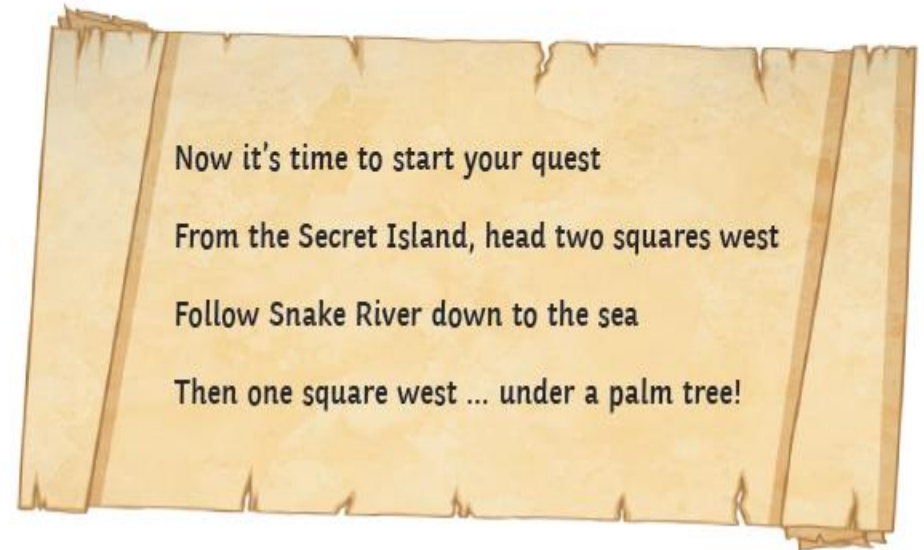 Now it's time to start your quest
From the Secret Island, head two squares west
Follow Snake River down to the sea
Then one square west ... under a palm tree!